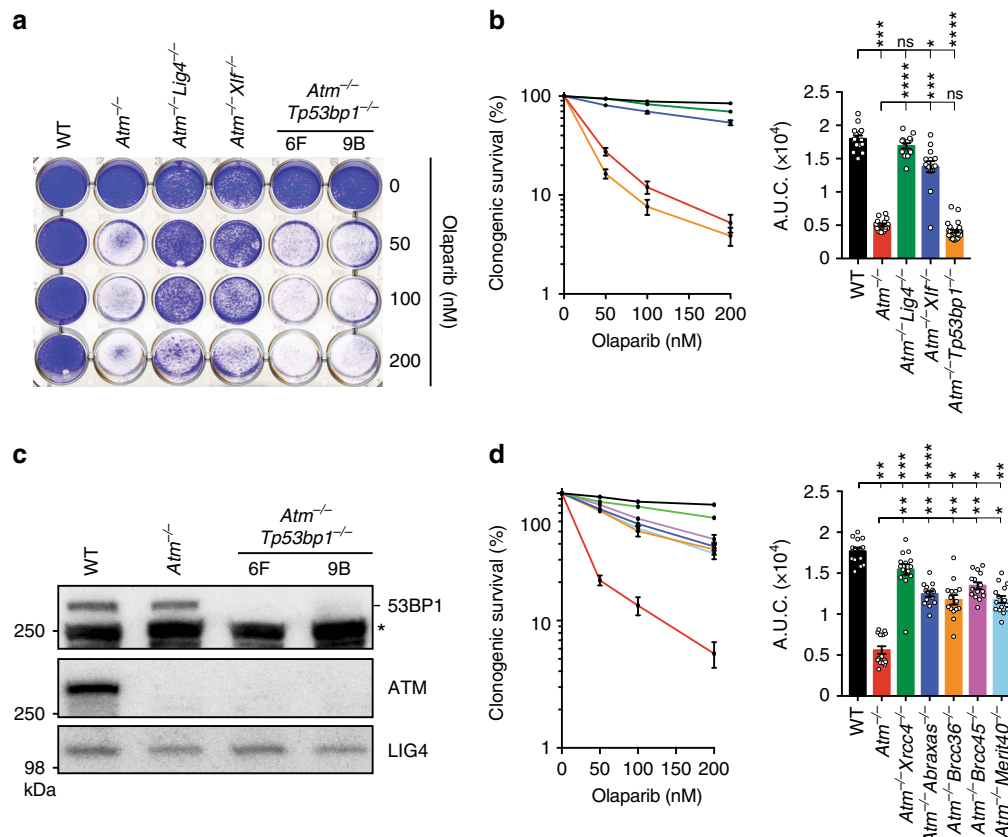 a
WT
Atm–/–
Atm–/–Lig4–/–
Atm–/–Xlf–/–
Atm–/–
Tp53bp1–/–
6F
9B
0
50
100
200
Olaparib (nM)
b
Clonogenic survival (%)
100
10
1
0
50
100
150
200
Olaparib (nM)
***
ns
*
****
****
***
ns
A.U.C. (×10⁴)
2.5
2
1.5
1
0.5
0
WT
Atm–/–
Atm–/–Lig4–/–
Atm–/–Xlf–/–
Atm–/–Tp53bp1–/–
c
WT
Atm–/–
Atm–/–
Tp53bp1–/–
6F
9B
53BP1
250
*
ATM
250
LIG4
98
kDa
d
Clonogenic survival (%)
100
10
1
0
50
100
150
200
Olaparib (nM)
**
***
****
*
*
**
**
**
**
**
*
A.U.C. (×10⁴)
2.5
2
1.5
1
0.5
0
WT
Atm–/–
Atm–/–Xrcc4–/–
Atm–/–Abraxas–/–
Atm–/–Brcc36–/–
Atm–/–Brcc45–/–
Atm–/–Merit40–/–